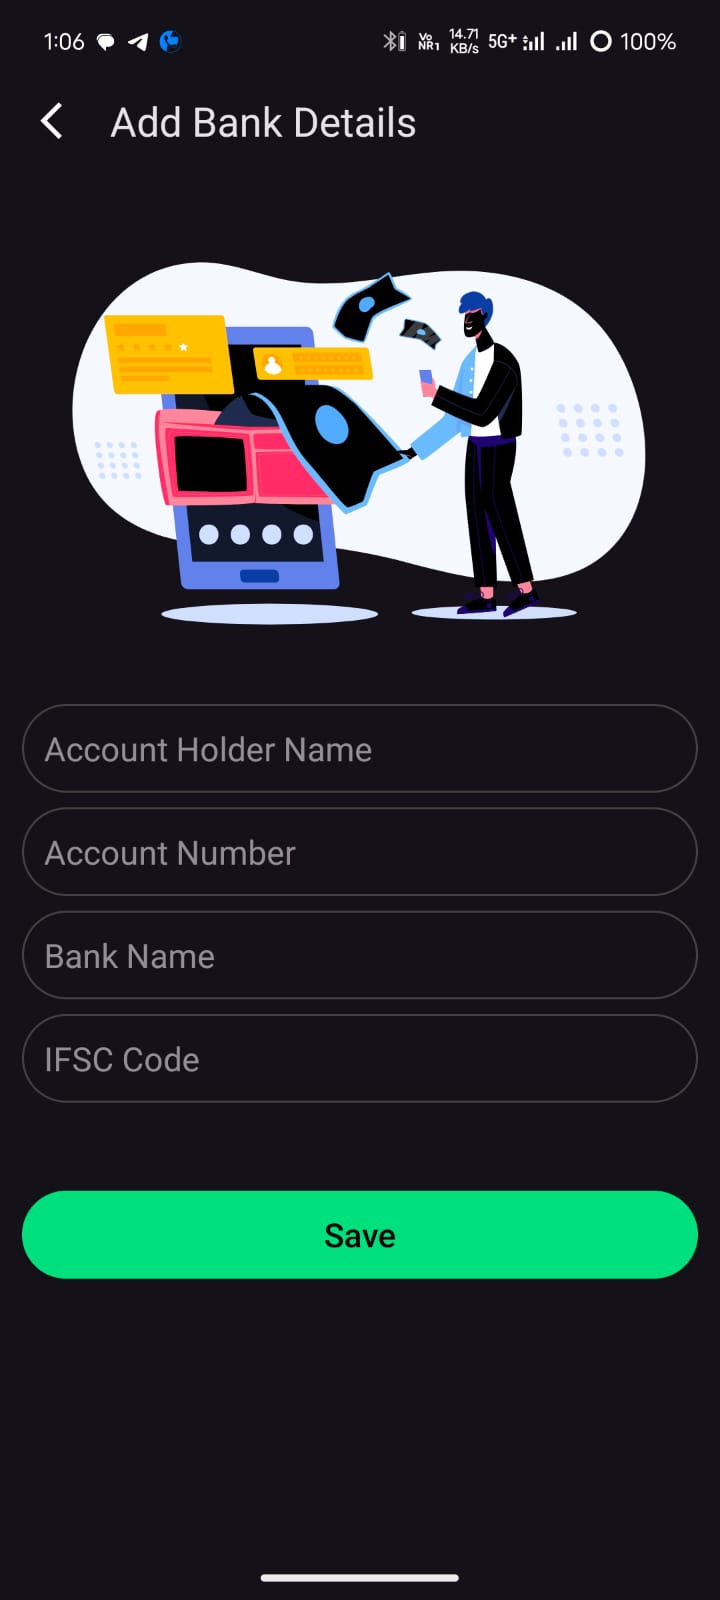 1:06 Vo NR1 14.71 KB/s 5G+ 100%
Add Bank Details
Account Holder Name
Account Number
Bank Name
IFSC Code
Save